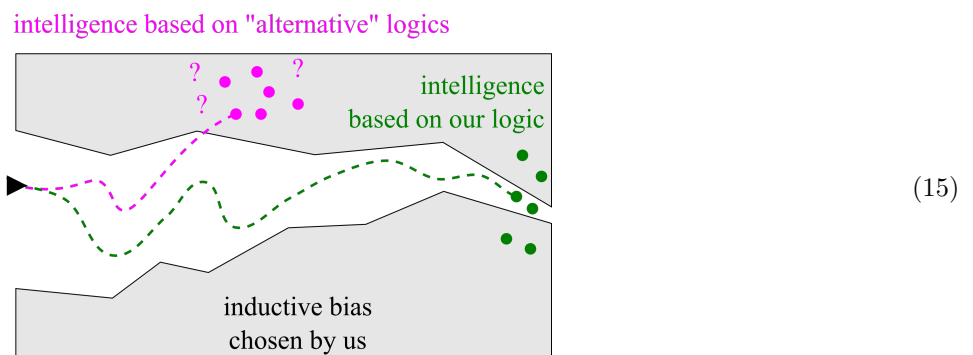 intelligence based on "alternative" logics
? ?
?
intelligence
based on our logic
(15)
inductive bias
chosen by us